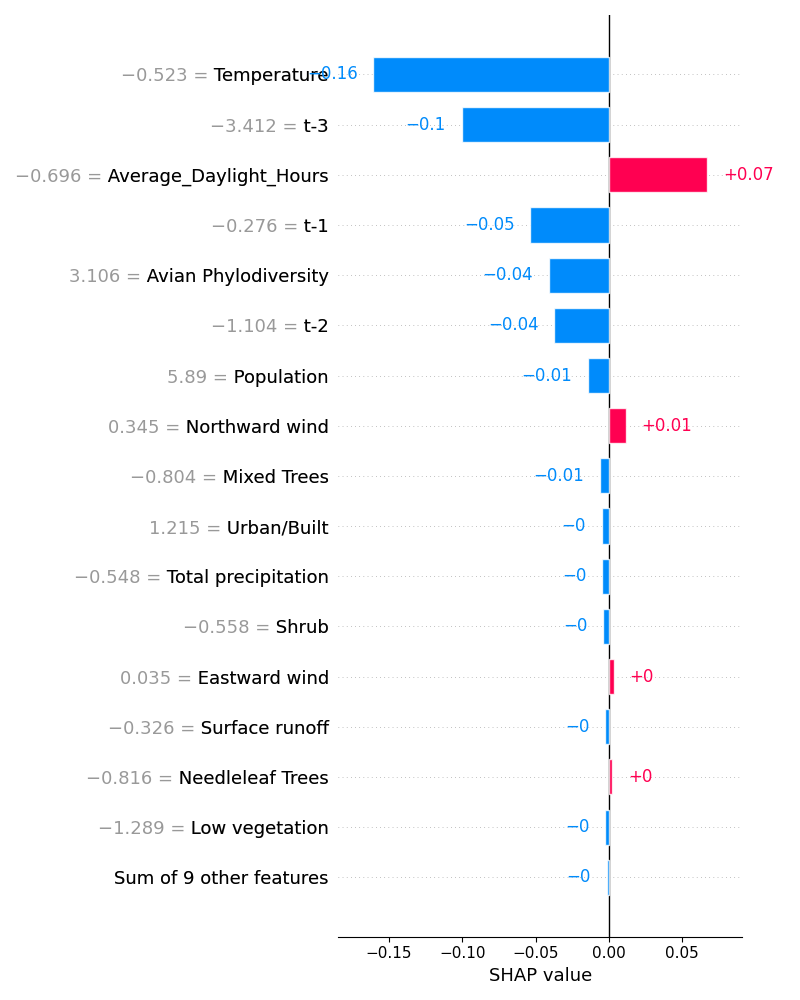 −0.523 = Temperature −0.16
−3.412 = t-3 −0.1
−0.696 = Average_Daylight_Hours +0.07
−0.276 = t-1 −0.05
3.106 = Avian Phylodiversity −0.04
−1.104 = t-2 −0.04
5.89 = Population −0.01
0.345 = Northward wind +0.01
−0.804 = Mixed Trees −0.01
1.215 = Urban/Built −0
−0.548 = Total precipitation −0
−0.558 = Shrub −0
0.035 = Eastward wind +0
−0.326 = Surface runoff −0
−0.816 = Needleleaf Trees +0
−1.289 = Low vegetation −0
Sum of 9 other features −0
−0.15 −0.10 −0.05 0.00 0.05
SHAP value